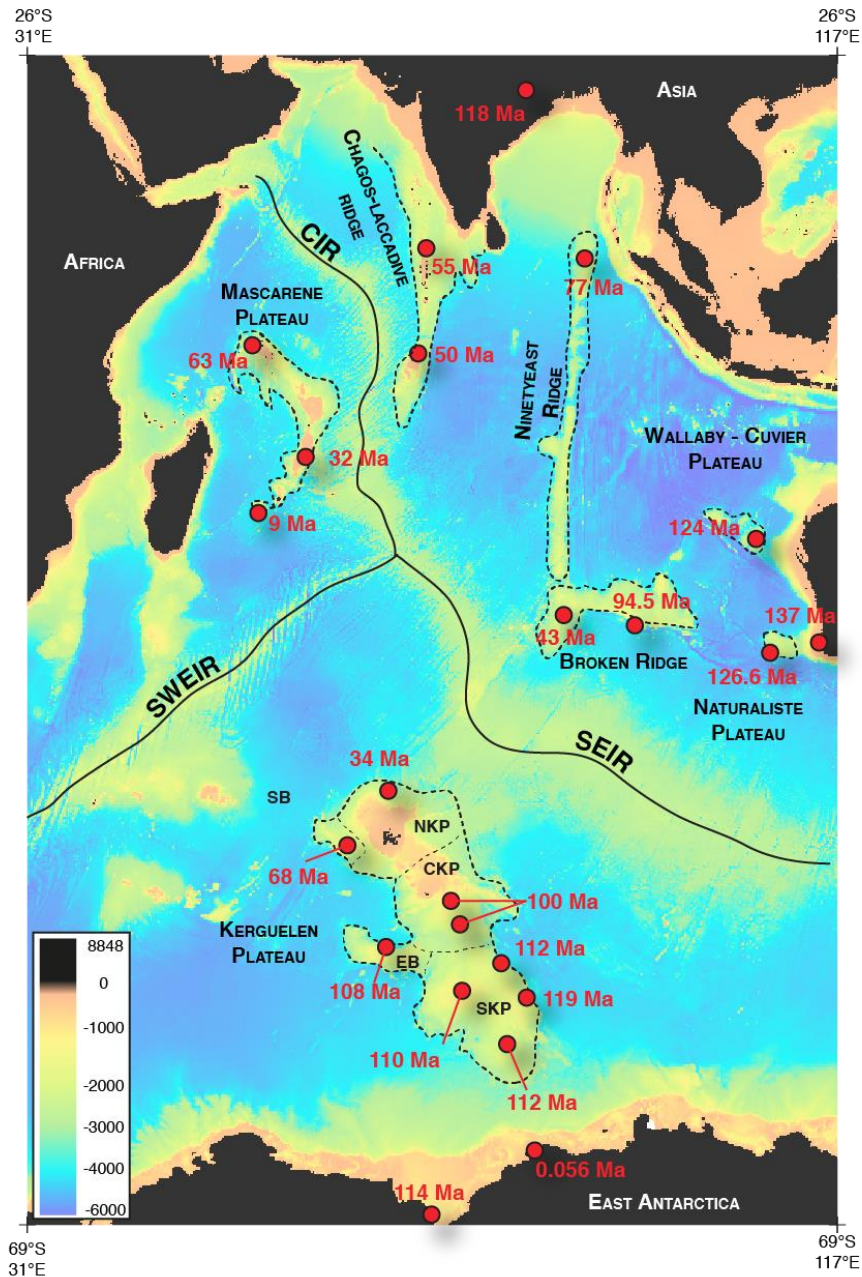 26°S
31°E
26°S
117°E
ASIA
118 Ma
CHAGOS-LACCADIVE
RIDGE
CIR
AFRICA
55 Ma
77 Ma
MASCARENE
PLATEAU
63 Ma
50 Ma
NINETYEAST
RIDGE
WALLABY - CUVIER
PLATEAU
32 Ma
9 Ma
124 Ma
94.5 Ma
137 Ma
43 Ma
BROKEN RIDGE
126.6 Ma
SWEIR
NATURALISTE
PLATEAU
SEIR
34 Ma
SB
NKP
68 Ma
CKP
100 Ma
KERGUELEN
PLATEAU
EB
112 Ma
108 Ma
SKP
119 Ma
110 Ma
112 Ma
8848
0
-1000
-2000
-3000
-4000
-6000
0.056 Ma
114 Ma
EAST ANTARCTICA
69°S
31°E
69°S
117°E